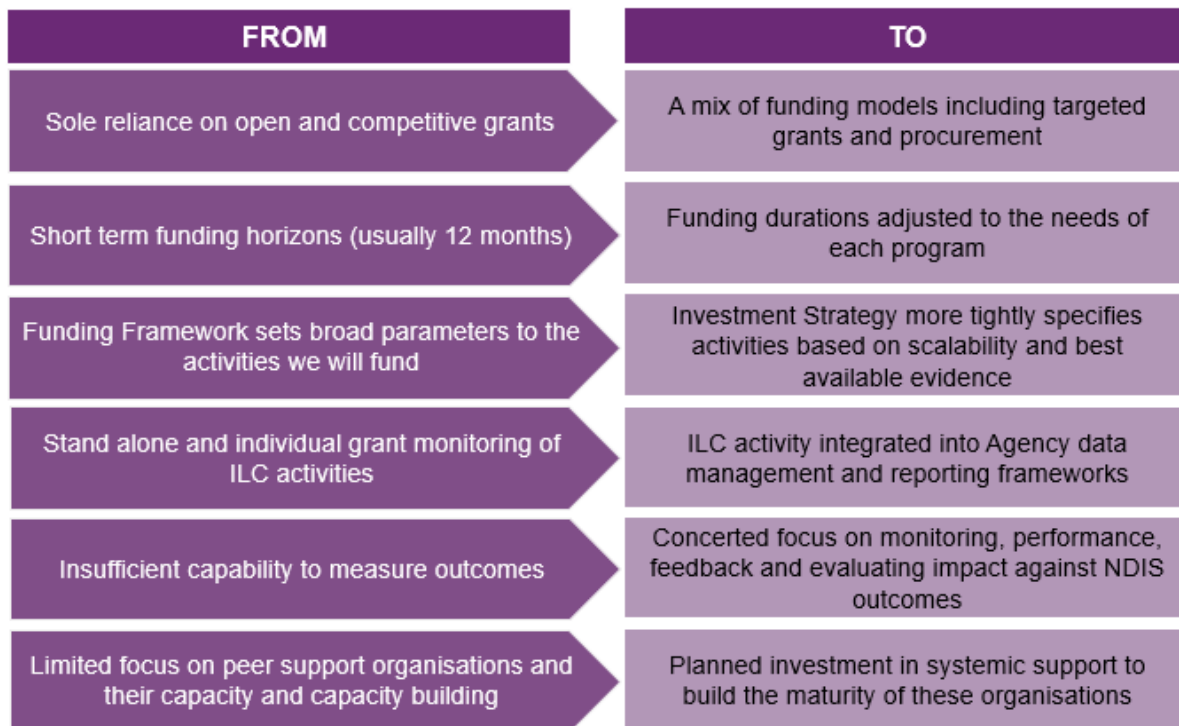 FROM
TO
Sole reliance on open and competitive grants
A mix of funding models including targeted
grants and procurement
Short term funding horizons (usually 12 months)
Funding durations adjusted to the needs of
each program
Funding Framework sets broad parameters to the
activities we will fund
Investment Strategy more tightly specifies
activities based on scalability and best
available evidence
Stand alone and individual grant monitoring of
ILC activities
ILC activity integrated into Agency data
management and reporting frameworks
Insufficient capability to measure outcomes
Concerted focus on monitoring, performance,
feedback and evaluating impact against NDIS
outcomes
Limited focus on peer support organisations and
their capacity and capacity building
Planned investment in systemic support to
build the maturity of these organisations